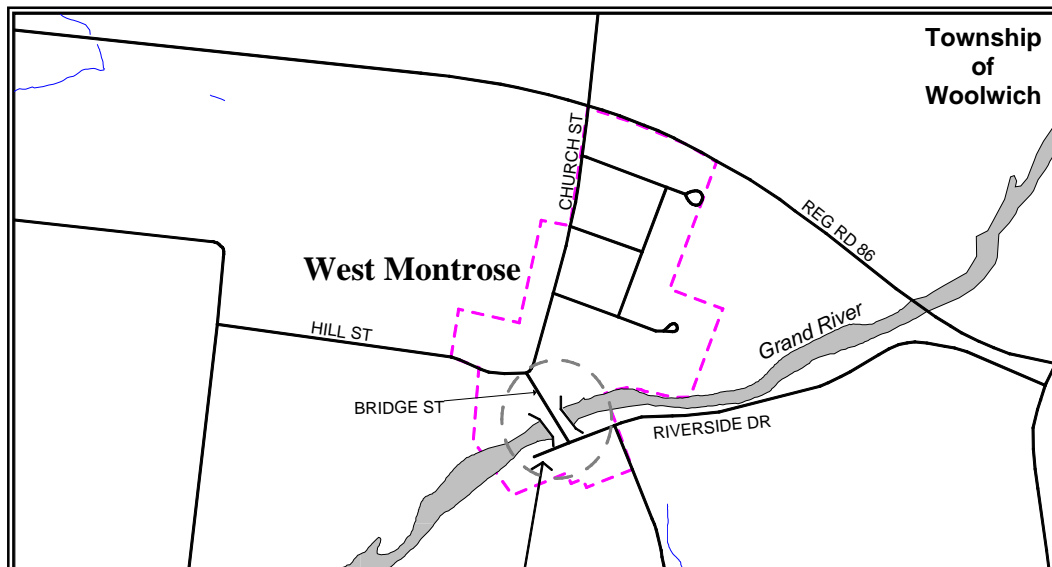 Township
of
Woolwich
CHURCH ST
REG RD 86
West Montrose
HILL ST
Grand River
BRIDGE ST
RIVERSIDE DR